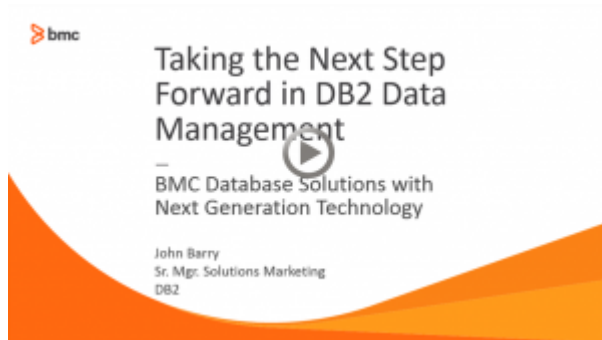 bmc
Taking the Next Step
Forward in DB2 Data
Management
BMC Database Solutions with
Next Generation Technology
John Barry
Sr. Mgr. Solutions Marketing
DB2